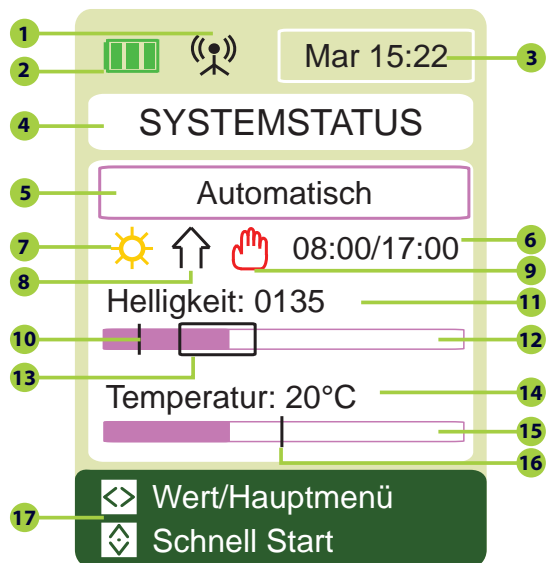 1
2
Mar 15:22
3
4
SYSTEMSTATUS
5
Automatisch
6
7
08:00/17:00
8
9
Helligkeit: 0135
11
10
12
13
Temperatur: 20°C
14
15
16
17
Wert/Hauptmenü
Schnell Start